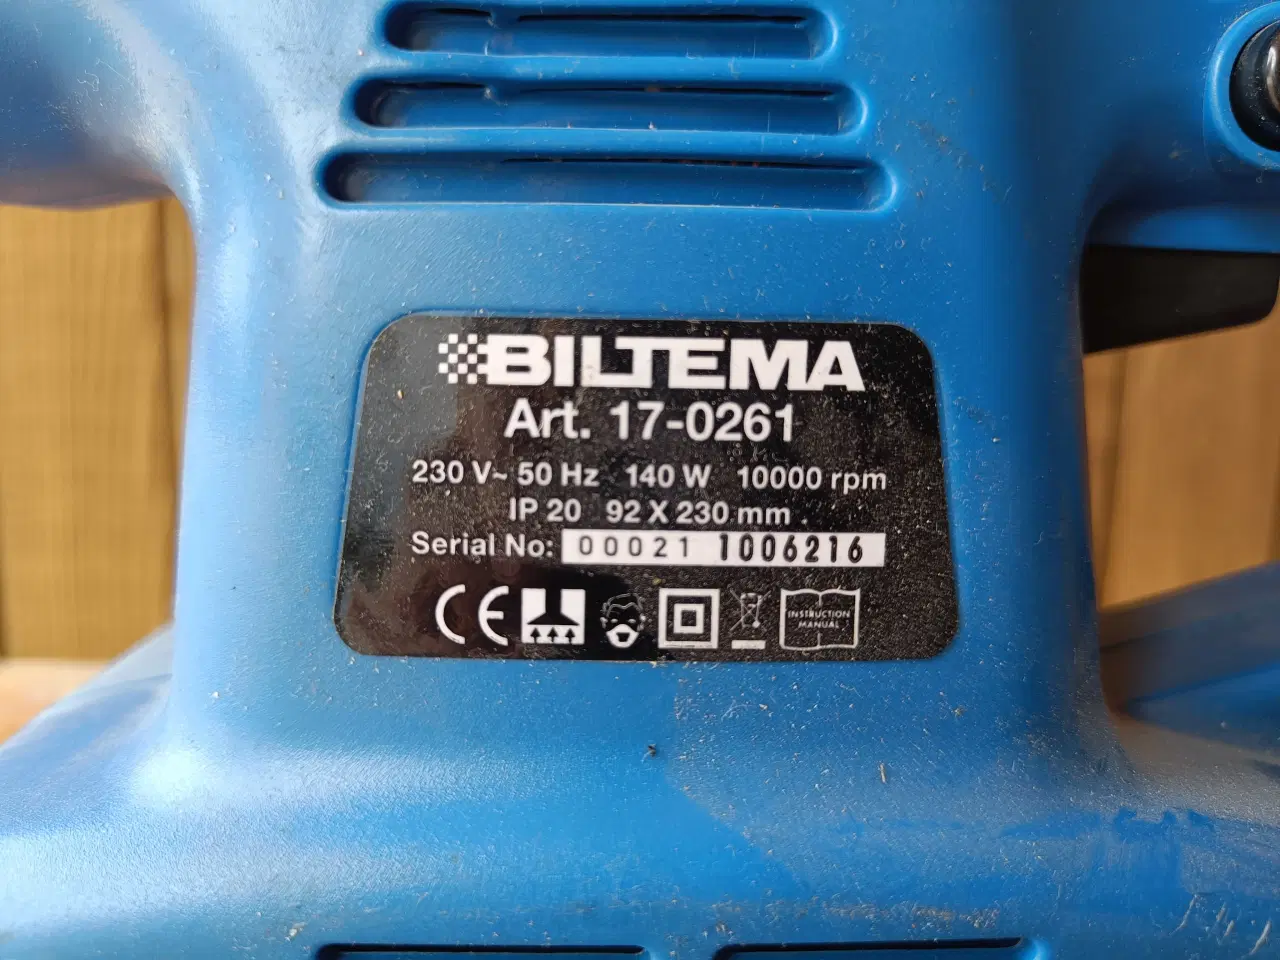 BILTEMA
Art. 17-0261
230 V~ 50 Hz 140 W 10000 rpm
IP 20 92 X 230 mm
Serial No: 00021 1006216
CE
INSTRUCTION
MANUAL